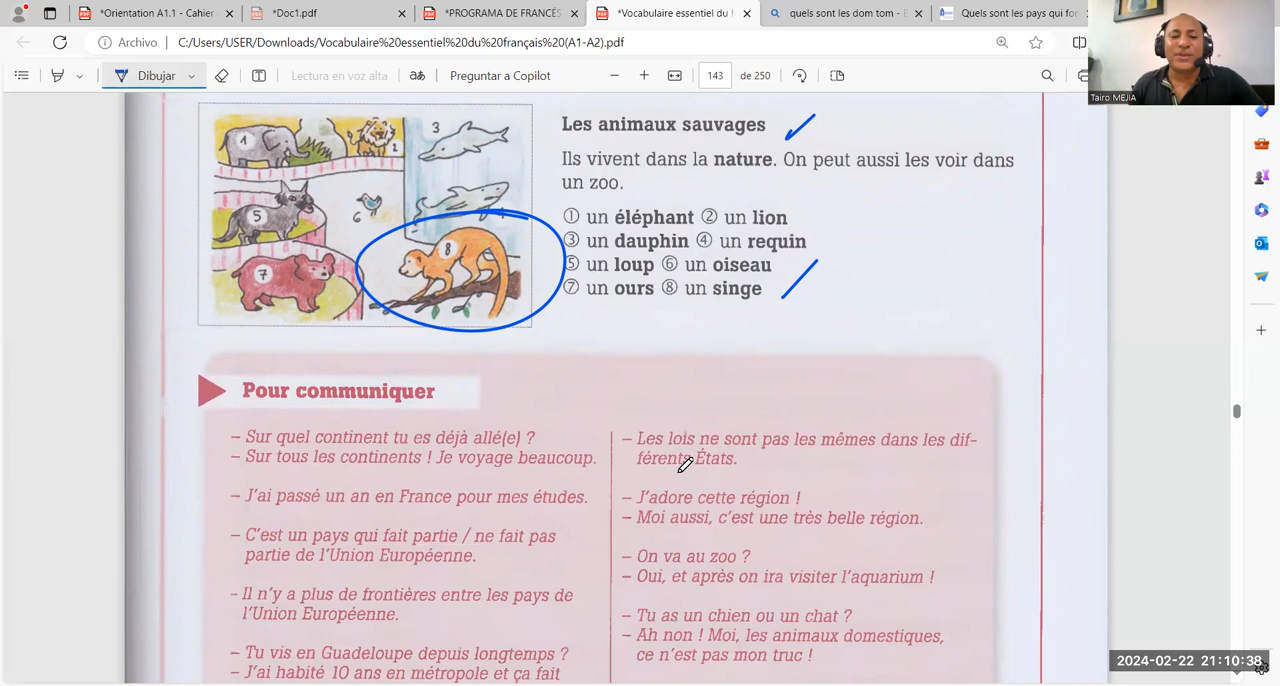 *Orientation A1.1 - Cahier
*Doc1.pdf
*PROGRAMA DE FRANCÉS
*Vocabulaire essentiel du f
quels sont les dom tom - B
Quels sont les pays qui for
Archivo
C:/Users/USER/Downloads/Vocabulaire%20essentiel%20du%20français%20(A1-A2).pdf
Dibujar
Lectura en voz alta
aあ
Preguntar a Copilot
143
de 250
Tairo MEJIA
1
2
3
5
6
7
8
Les animaux sauvages
Ils vivent dans la nature. On peut aussi les voir dans
un zoo.
① un éléphant ② un lion
③ un dauphin ④ un requin
⑤ un loup ⑥ un oiseau
⑦ un ours ⑧ un singe
Pour communiquer
– Sur quel continent tu es déjà allé(e) ?
– Sur tous les continents ! Je voyage beaucoup.
– J'ai passé un an en France pour mes études.
– C'est un pays qui fait partie / ne fait pas
partie de l'Union Européenne.
- Il n'y a plus de frontières entre les pays de
l'Union Européenne.
– Tu vis en Guadeloupe depuis longtemps ?
– J'ai habité 10 ans en métropole et ça fait
– Les lois ne sont pas les mêmes dans les dif-
férents États.
– J'adore cette région !
– Moi aussi, c'est une très belle région.
– On va au zoo ?
– Oui, et après on ira visiter l'aquarium !
– Tu as un chien ou un chat ?
– Ah non ! Moi, les animaux domestiques,
ce n'est pas mon truc !
2024-02-22 21:10:38